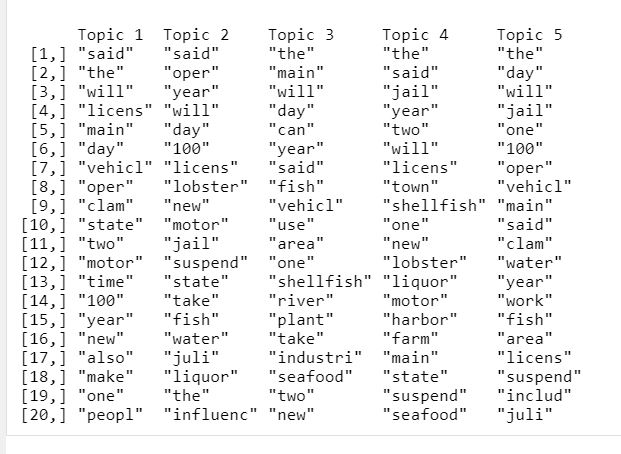 Topic 1 Topic 2 Topic 3 Topic 4 Topic 5
[1,] "said" "said" "the" "the" "the"
[2,] "the" "oper" "main" "said" "day"
[3,] "will" "year" "will" "jail" "will"
[4,] "licens" "will" "day" "year" "jail"
[5,] "main" "day" "can" "two" "one"
[6,] "day" "100" "year" "will" "100"
[7,] "vehicl" "licens" "said" "licens" "oper"
[8,] "oper" "lobster" "fish" "town" "vehicl"
[9,] "clam" "new" "vehicl" "shellfish" "main"
[10,] "state" "motor" "use" "one" "said"
[11,] "two" "jail" "area" "new" "clam"
[12,] "motor" "suspend" "one" "lobster" "water"
[13,] "time" "state" "shellfish" "liquor" "year"
[14,] "100" "take" "river" "motor" "work"
[15,] "year" "fish" "plant" "harbor" "fish"
[16,] "new" "water" "take" "farm" "area"
[17,] "also" "juli" "industri" "main" "licens"
[18,] "make" "liquor" "seafood" "state" "suspend"
[19,] "one" "the" "two" "suspend" "includ"
[20,] "peopl" "influenc" "new" "seafood" "juli"